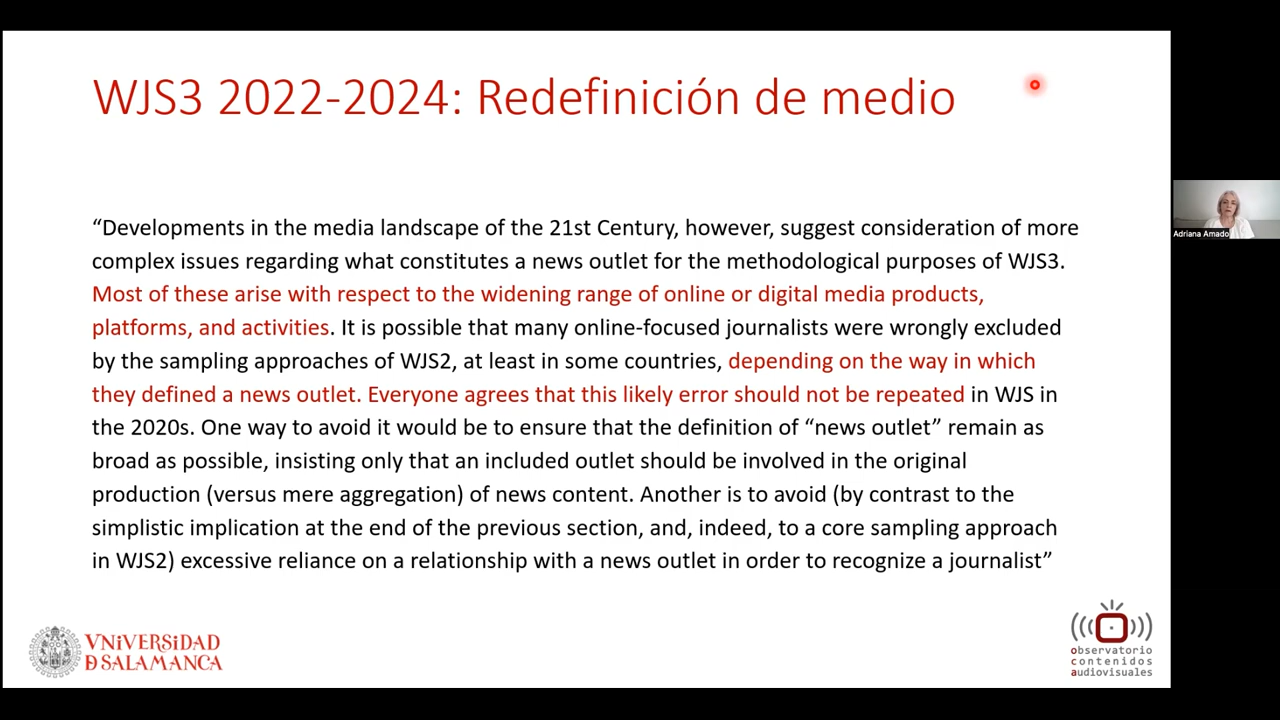 WJS3 2022-2024: Redefinición de medio
“Developments in the media landscape of the 21st Century, however, suggest consideration of more
complex issues regarding what constitutes a news outlet for the methodological purposes of WJS3.
Most of these arise with respect to the widening range of online or digital media products,
platforms, and activities. It is possible that many online-focused journalists were wrongly excluded
by the sampling approaches of WJS2, at least in some countries, depending on the way in which
they defined a news outlet. Everyone agrees that this likely error should not be repeated in WJS in
the 2020s. One way to avoid it would be to ensure that the definition of “news outlet” remain as
broad as possible, insisting only that an included outlet should be involved in the original
production (versus mere aggregation) of news content. Another is to avoid (by contrast to the
simplistic implication at the end of the previous section, and, indeed, to a core sampling approach
in WJS2) excessive reliance on a relationship with a news outlet in order to recognize a journalist”
Adriana Amado
VNiVERSiDAD
D SALAMANCA
observatorio
contenidos
audiovisuales